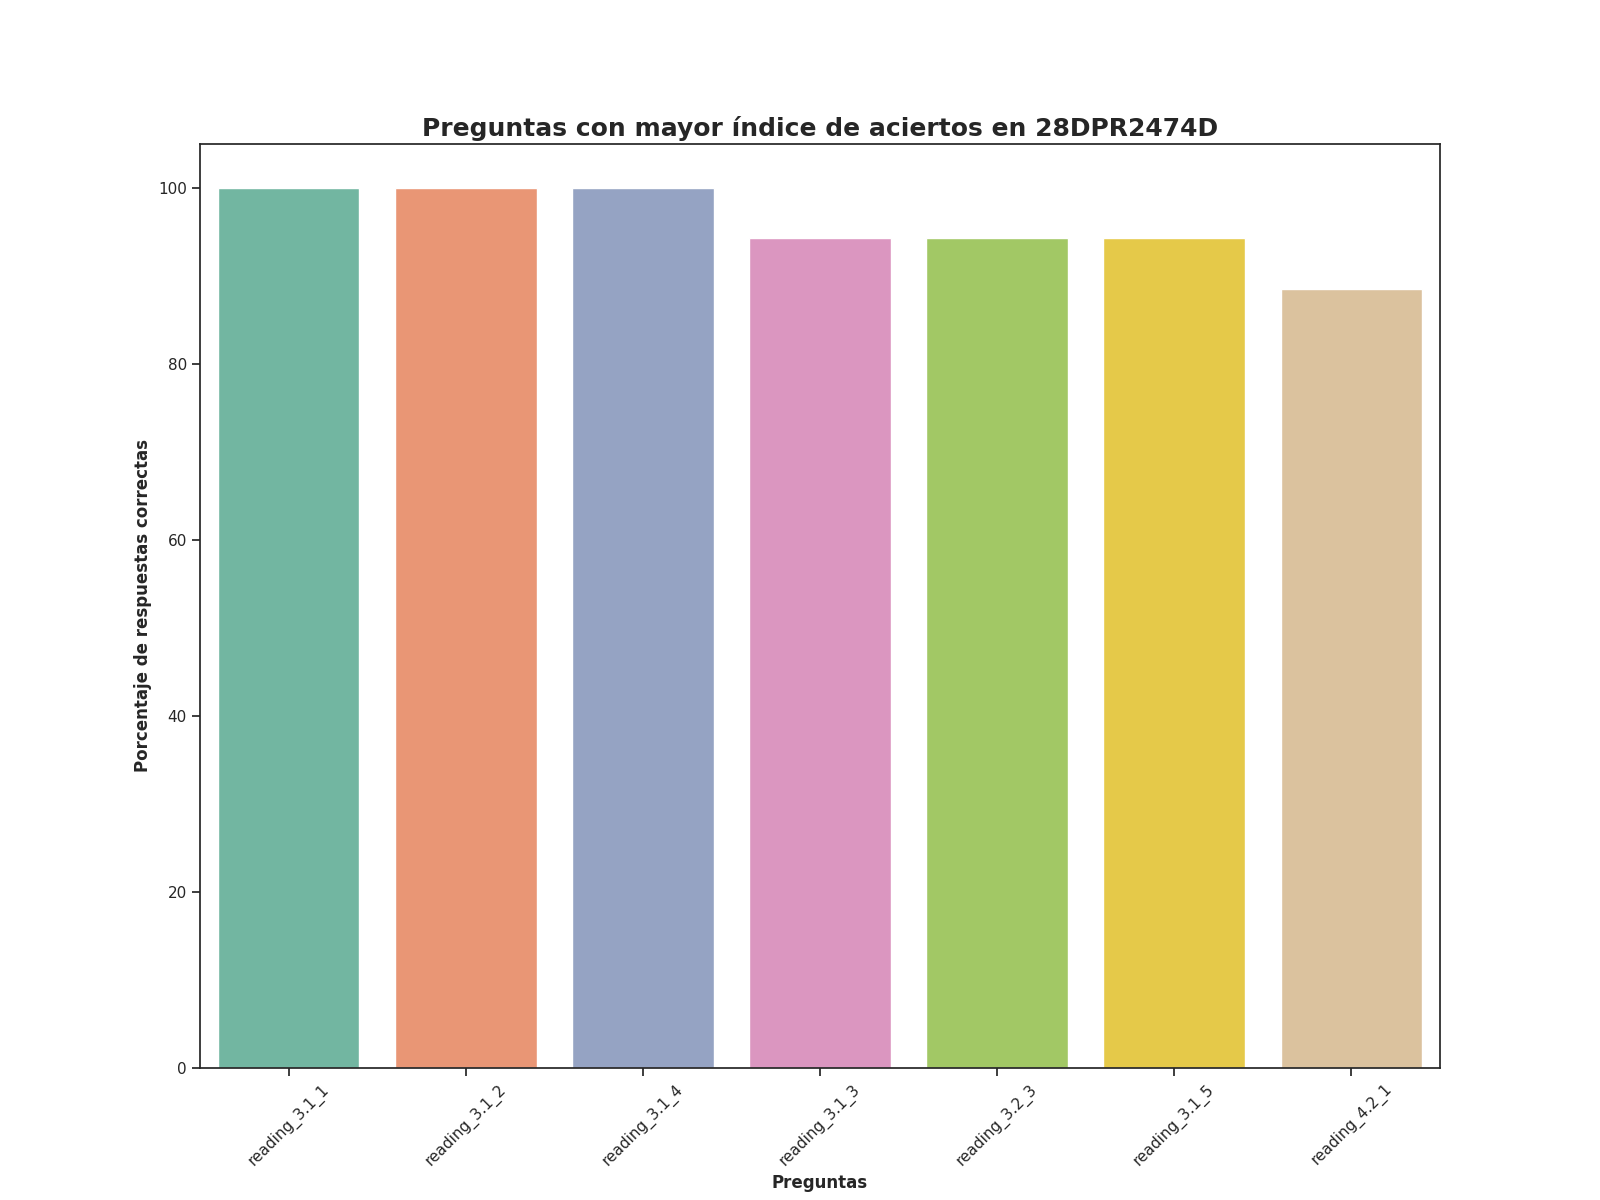 Preguntas con mayor índice de aciertos en 28DPR2474D
Porcentaje de respuestas correctas
100
80
60
40
20
0
reading_3.1_1
reading_3.1_2
reading_3.1_4
reading_3.1_3
reading_3.2_3
reading_3.1_5
reading_4.2_1
Preguntas